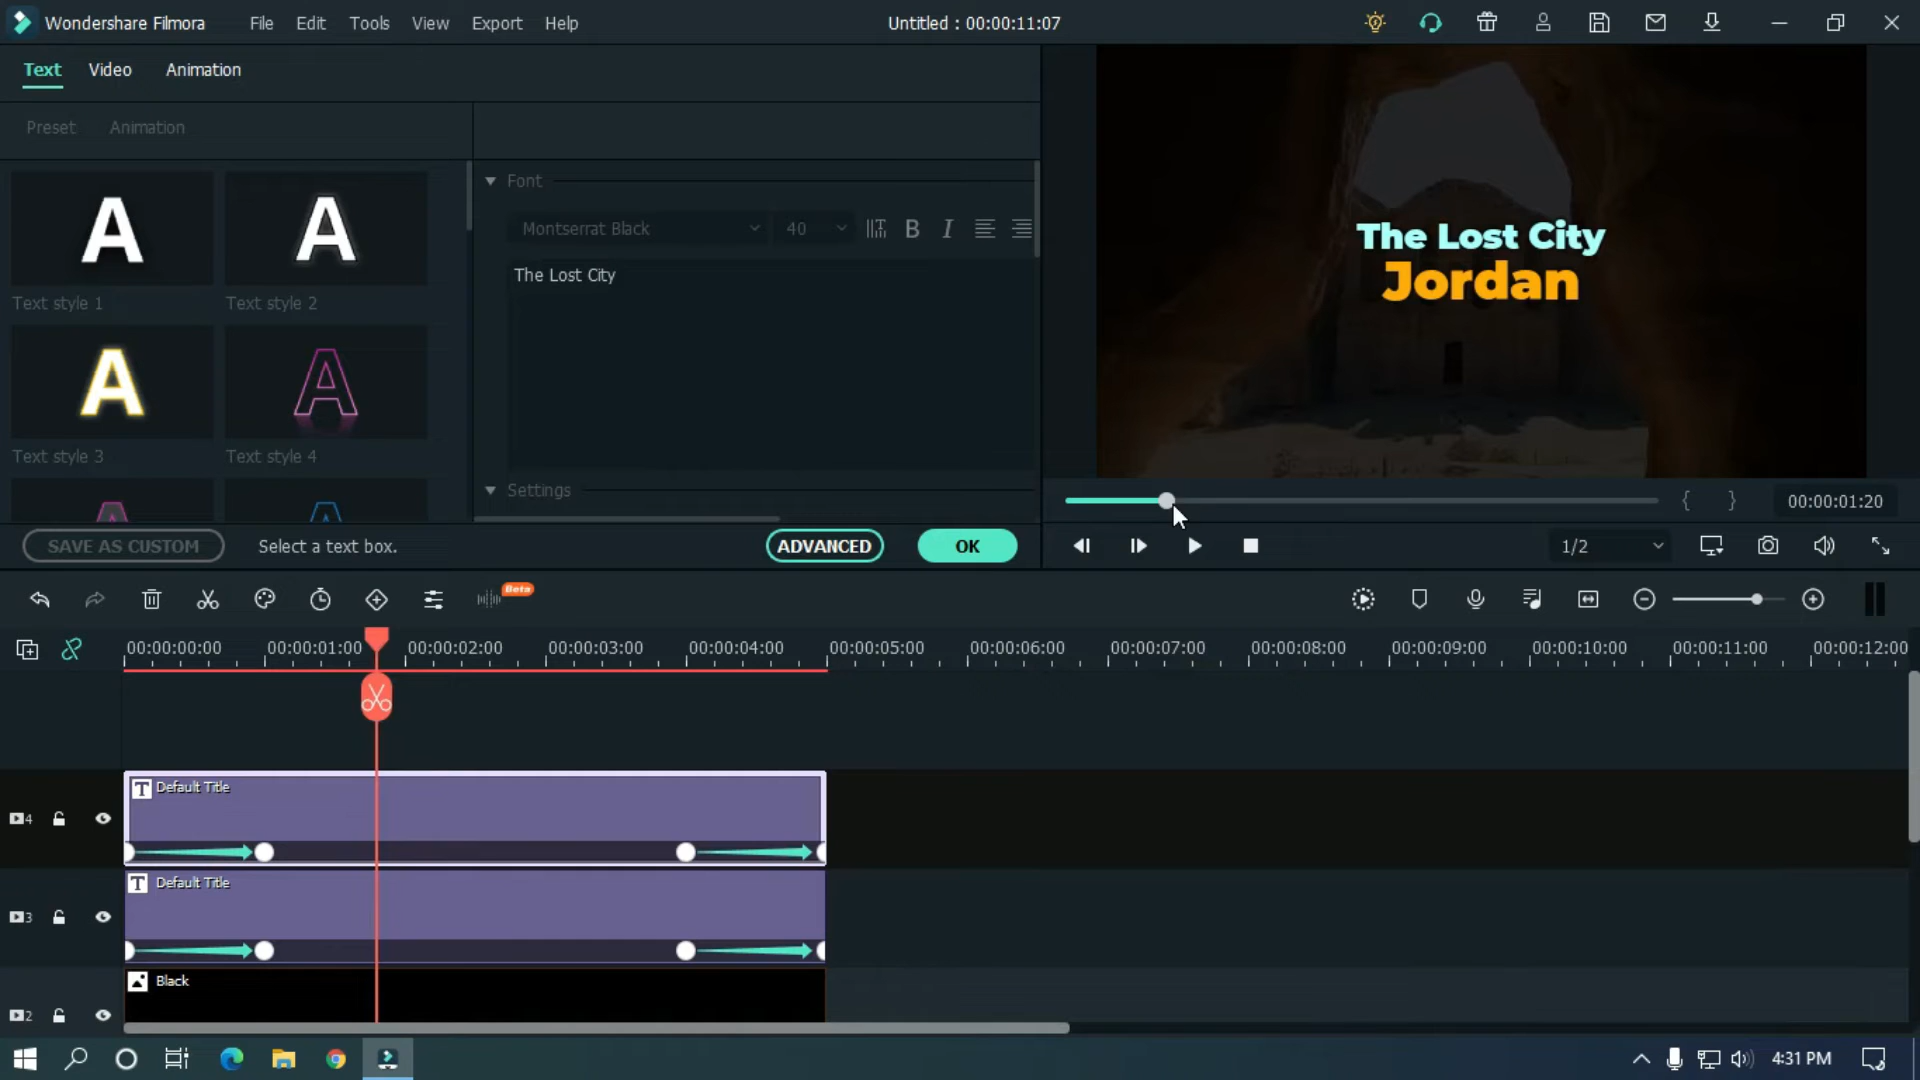 Wondershare Filmora
File Edit Tools View Export Help
Untitled : 00:00:11:07
Text Video Animation
Preset Animation
Font
Montserrat Black 40
B I
The Lost City
A A
Text style 1 Text style 2
A A
Text style 3 Text style 4
A A
Settings
SAVE AS CUSTOM Select a text box. ADVANCED OK
The Lost City
Jordan
{ } 00:00:01:20
1/2
Beta
00:00:00:00 00:00:01:00 00:00:02:00 00:00:03:00 00:00:04:00 00:00:05:00 00:00:06:00 00:00:07:00 00:00:08:00 00:00:09:00 00:00:10:00 00:00:11:00 00:00:12:00
T Default Title
4
T Default Title
3
Black
2
4:31 PM